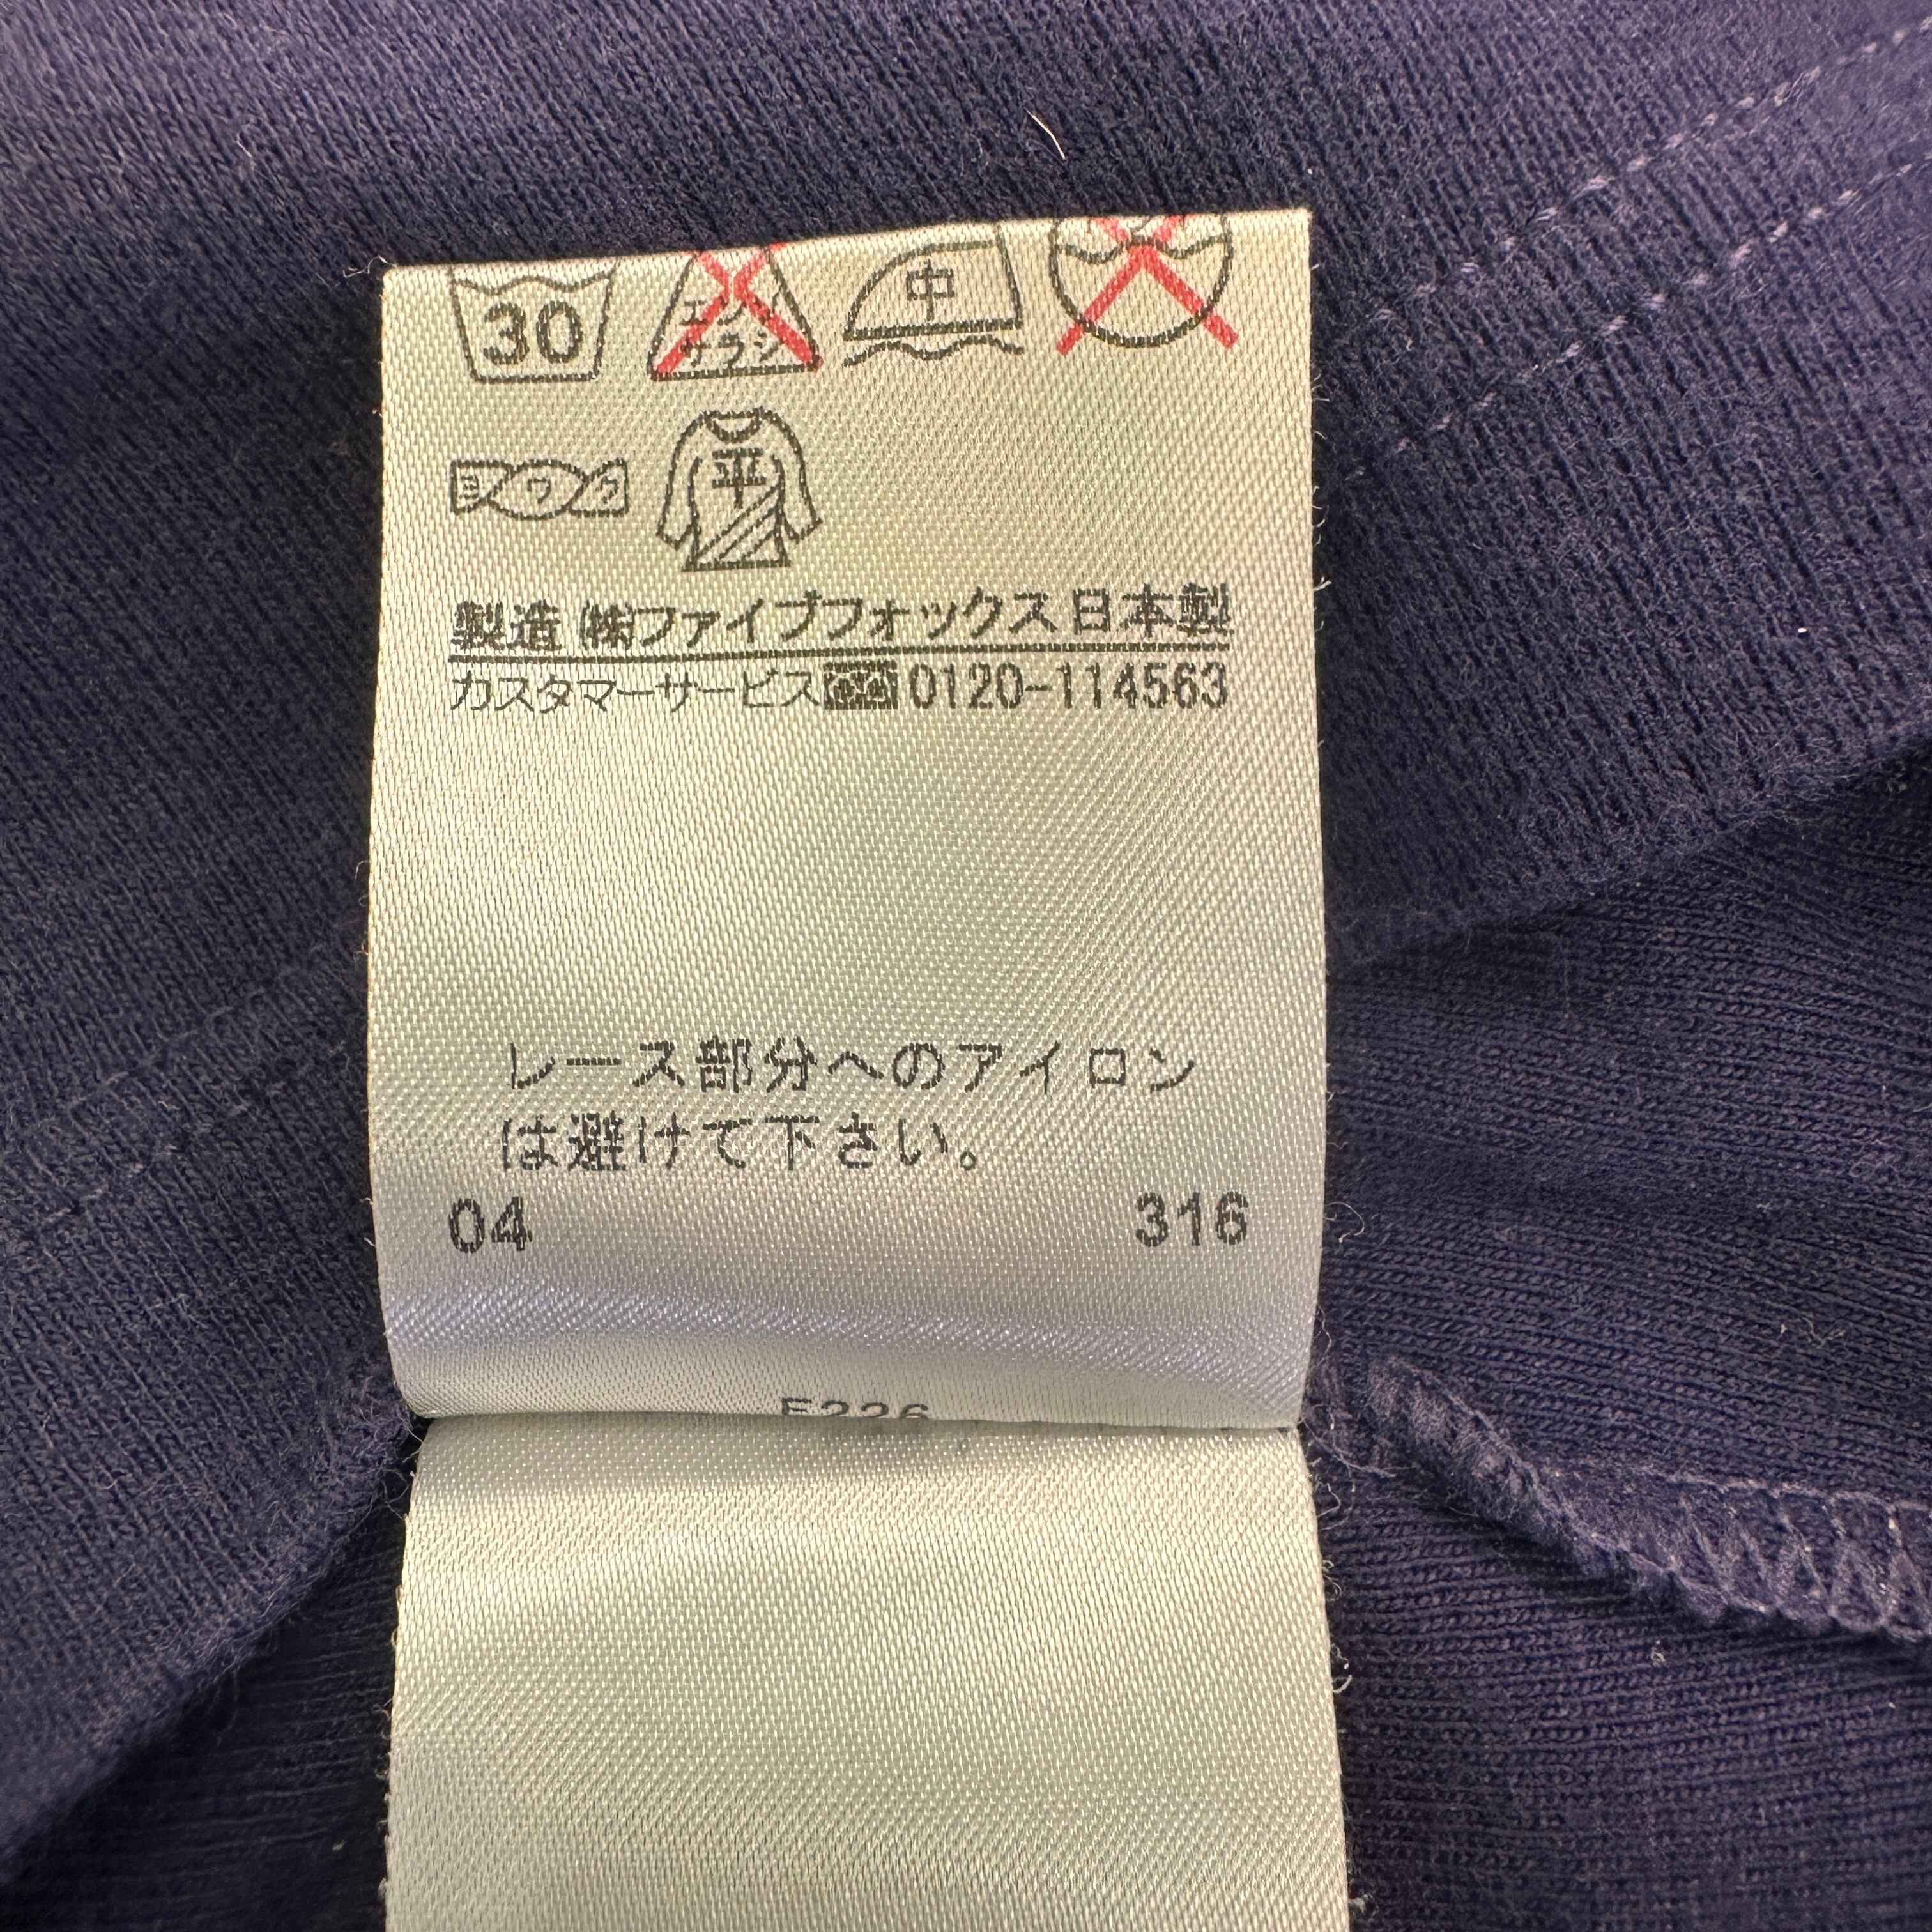 30 エンソ サラシ 中
ヨワク 平
製造 ㈱ファイブフォックス 日本製
カスタマーサービス 0120-114563
レース部分へのアイロン
は避けて下さい。
04 316